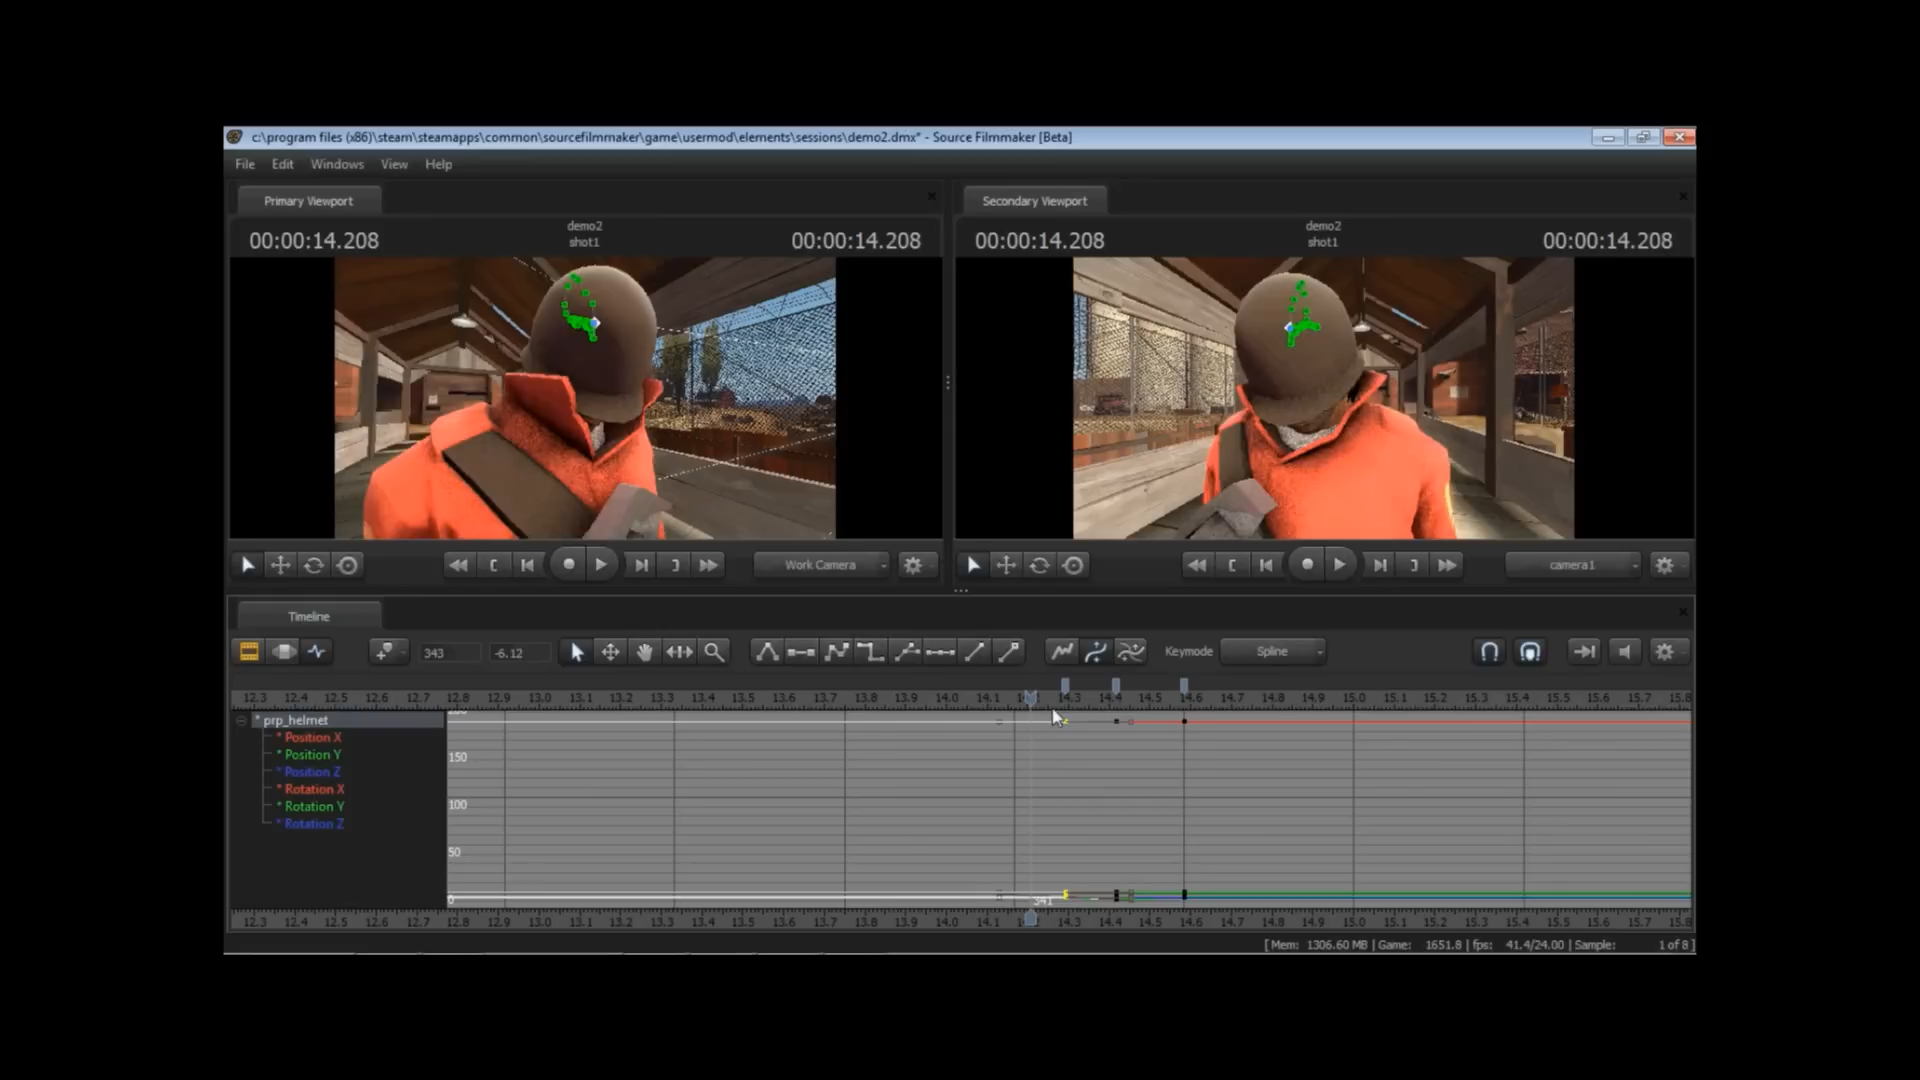 c:\program files (x86)\steam\steamapps\common\sourcefilmmaker\game\usermod\elements\sessions\demo2.dmx* - Source Filmmaker [Beta]
File Edit Windows View Help
Primary Viewport Secondary Viewport
demo2 demo2
00:00:14.208 shot1 00:00:14.208 00:00:14.208 shot1 00:00:14.208
Work Camera camera1
Timeline
343 -6.12 Keymode Spline
12.3 12.4 12.5 12.6 12.7 12.8 12.9 13.0 13.1 13.2 13.3 13.4 13.5 13.6 13.7 13.8 13.9 14.0 14.1 14.3 14.4 14.5 14.6 14.7 14.8 14.9 15.0 15.1 15.2 15.3 15.4 15.5 15.6 15.7 15.8
* prp_helmet
* Position X
* Position Y 150
* Position Z
* Rotation X
* Rotation Y 100
* Rotation Z
50
0 341
12.3 12.4 12.5 12.6 12.7 12.8 12.9 13.0 13.1 13.2 13.3 13.4 13.5 13.6 13.7 13.8 13.9 14.0 14.1 14.3 14.4 14.5 14.6 14.7 14.8 14.9 15.0 15.1 15.2 15.3 15.4 15.5 15.6 15.7 15.8
[ Mem: 1306.60 MB | Game: 1651.8 | fps: 41.4/24.00 | Sample: 1 of 8 ]